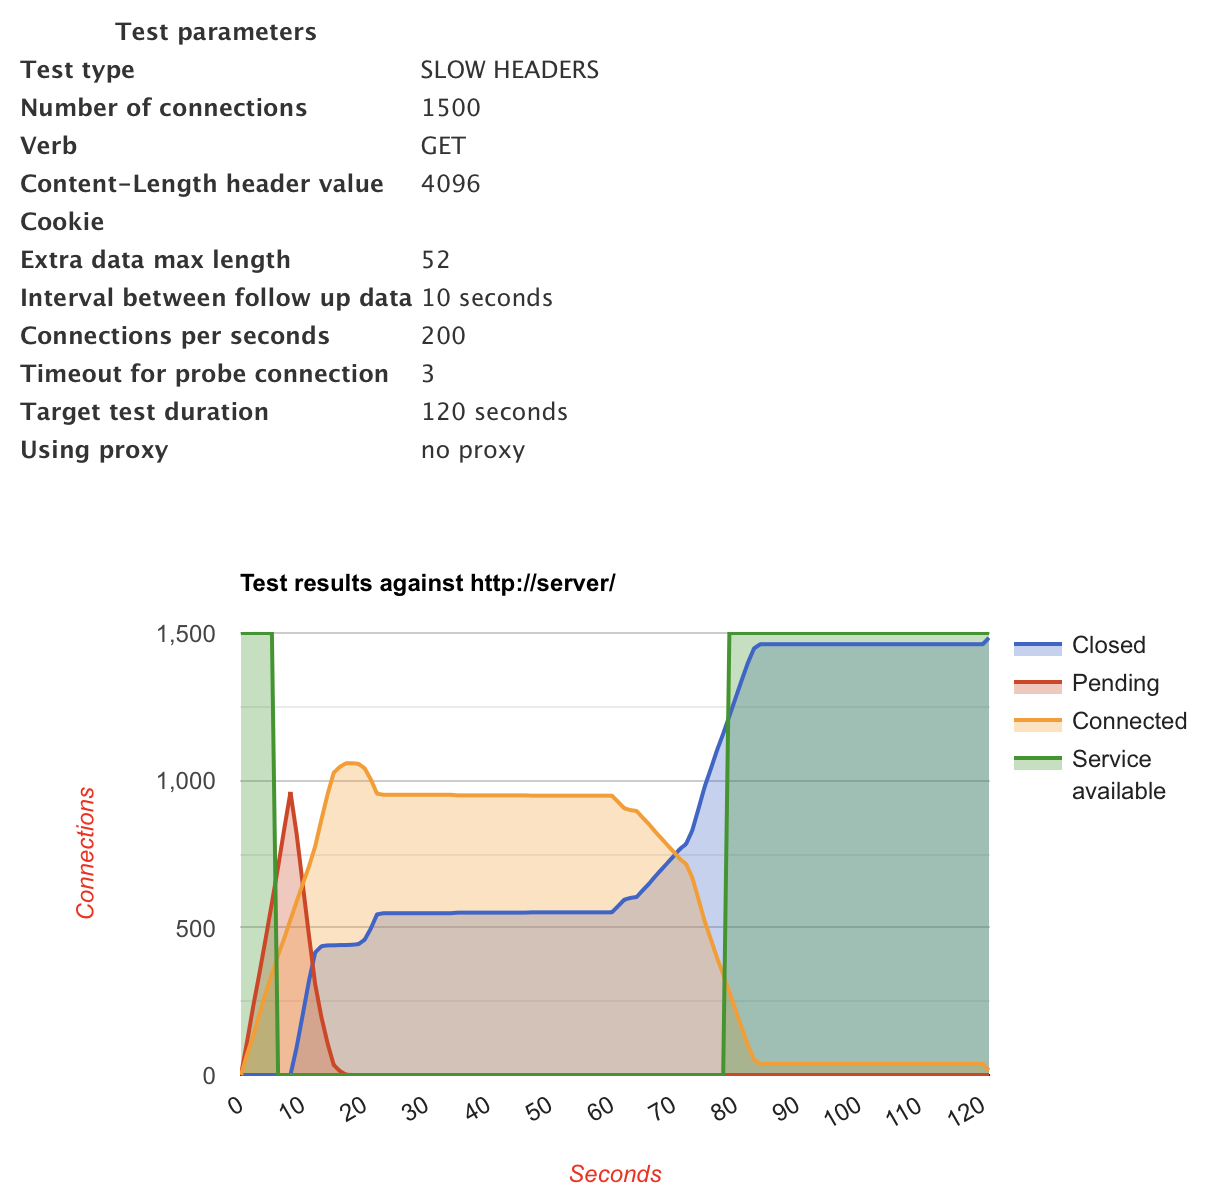 Test parameters
Test type SLOW HEADERS
Number of connections 1500
Verb GET
Content-Length header value 4096
Cookie
Extra data max length 52
Interval between follow up data 10 seconds
Connections per seconds 200
Timeout for probe connection 3
Target test duration 120 seconds
Using proxy no proxy
Test results against http://server/
1,500
1,000
500
0
Connections
0 10 20 30 40 50 60 70 80 90 100 110 120
Seconds
Closed
Pending
Connected
Service
available